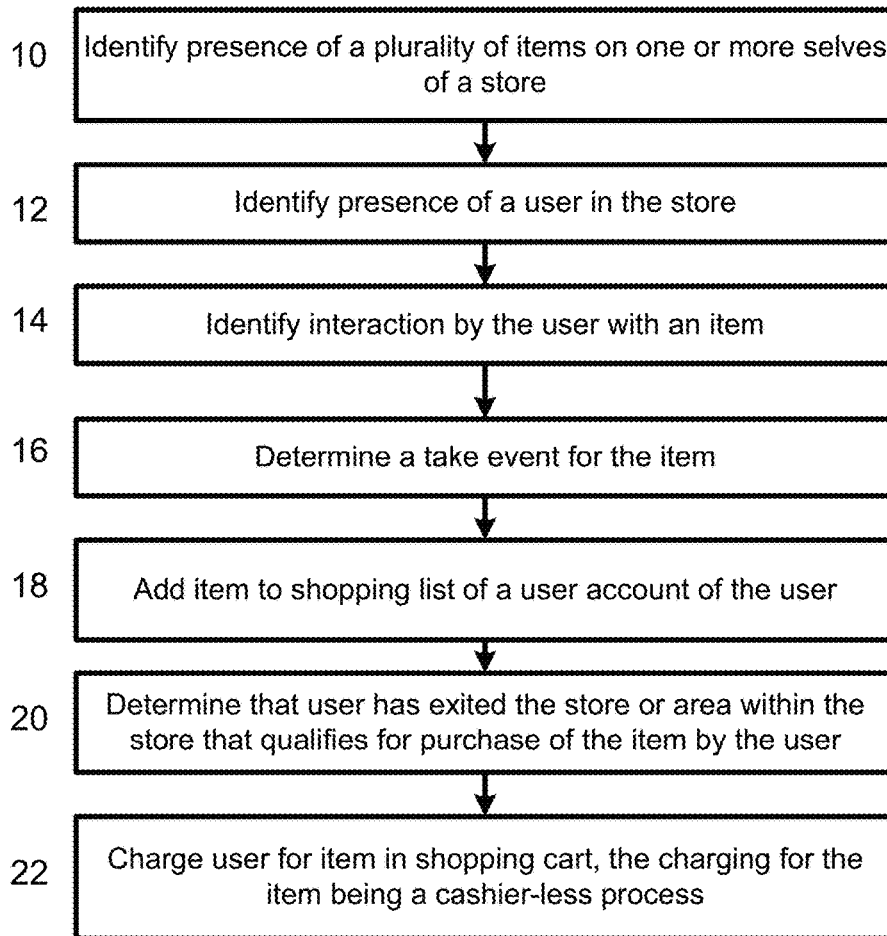 10
Identify presence of a plurality of items on one or more selves
of a store
12
Identify presence of a user in the store
14
Identify interaction by the user with an item
16
Determine a take event for the item
18
Add item to shopping list of a user account of the user
20
Determine that user has exited the store or area within the
store that qualifies for purchase of the item by the user
22
Charge user for item in shopping cart, the charging for the
item being a cashier-less process